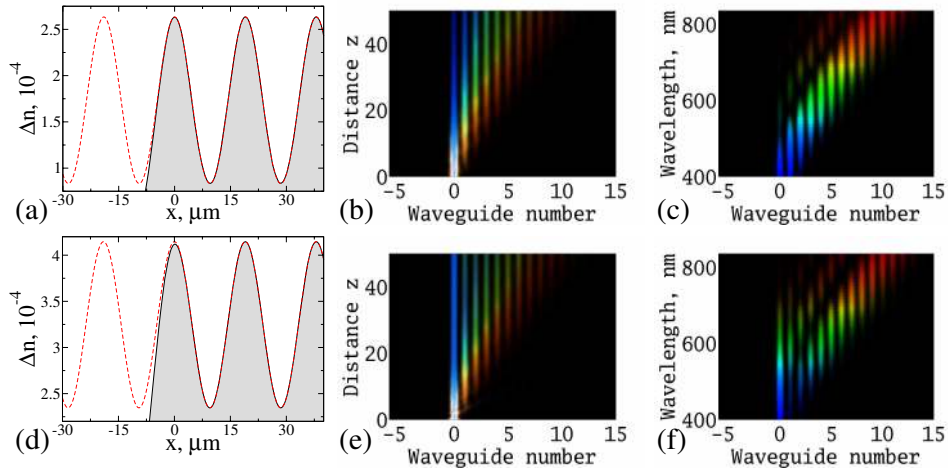 Δn, 10⁻⁴
2.5
2
1.5
1
-30
-15
0
15
30
x, μm
(a)
Distance z
40
20
0
−5
0
5
10
15
Waveguide number
(b)
Wavelength, nm
800
600
400
−5
0
5
10
15
Waveguide number
(c)
Δn, 10⁻⁴
4
3.5
3
2.5
-30
-15
0
15
30
x, μm
(d)
Distance z
40
20
0
−5
0
5
10
15
Waveguide number
(e)
Wavelength, nm
800
600
400
−5
0
5
10
15
Waveguide number
(f)